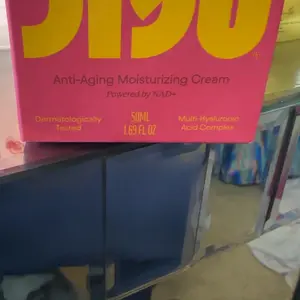 Anti-Aging Moisturizing Cream
Powered by NAD+
Dermatologically
Tested
50ML
1.69 FL OZ
Multi-Hyaluronic
Acid Complex